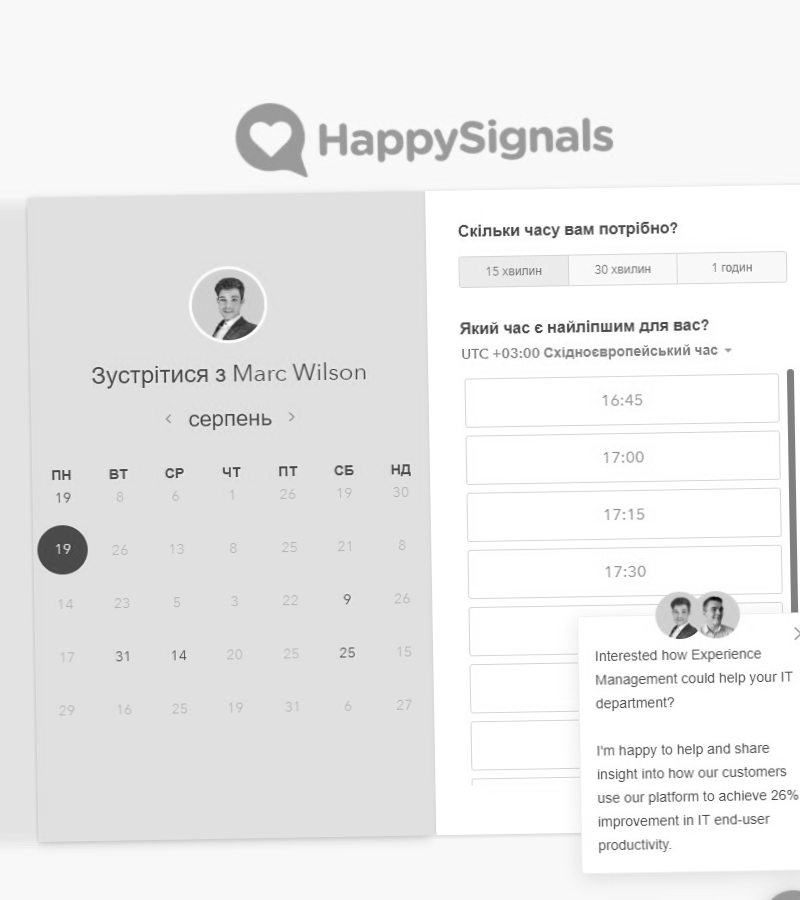 HappySignals
Зустрітися з Marc Wilson
серпень
ПН ВТ СР ЧТ ПТ СБ НД
19 8 6 1 26 19 30
19 26 13 8 25 21 8
14 23 5 3 22 9 26
17 31 14 20 25 25 15
29 16 25 19 31 6 27
Скільки часу вам потрібно?
15 хвилин 30 хвилин 1 годин
Який час є найліпшим для вас?
UTC +03:00 Східноєвропейський час
16:45
17:00
17:15
17:30
Interested how Experience
Management could help your IT
department?
I'm happy to help and share
insight into how our customers
use our platform to achieve 26%
improvement in IT end-user
productivity.